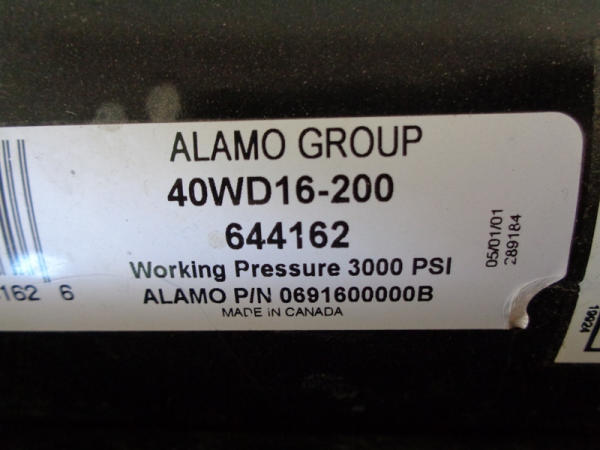 ALAMO GROUP
40WD16-200
644162
Working Pressure 3000 PSI
ALAMO P/N 0691600000B
MADE IN CANADA
05/01/01
289184
162 6
19924